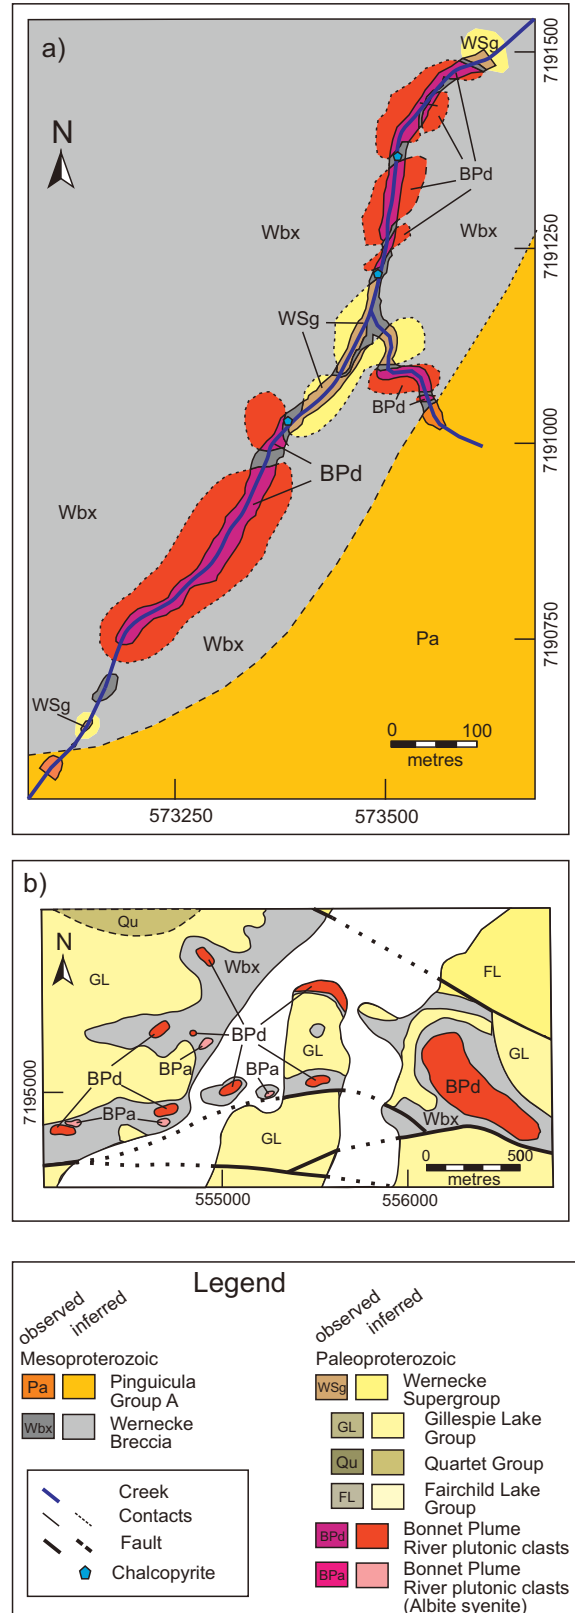 a)
WSg
7191500
N
BPd
Wbx
Wbx
7191250
WSg
BPd
7191000
BPd
Wbx
Wbx
Pa
7190750
WSg
0 100
metres
573250 573500
b)
Qu
N
Wbx
FL
GL
BPd
GL
GL
BPa
BPa
BPd
BPd
7195000
BPa
Wbx
GL
0 500
metres
555000 556000
Legend
observed inferred
observed inferred
Mesoproterozoic
Pa Pinguicula
Group A
Wbx Wernecke
Breccia
Creek
Contacts
Fault
Chalcopyrite
Paleoproterozoic
WSg Wernecke
Supergroup
GL Gillespie Lake
Group
Qu Quartet Group
FL Fairchild Lake
Group
BPd Bonnet Plume
River plutonic clasts
BPa Bonnet Plume
River plutonic clasts
(Albite syenite)